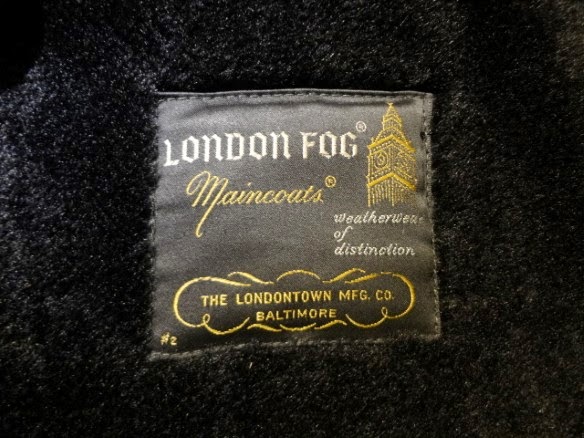 LONDON FOG®
Maincoats®
weatherwear
of
distinction
THE LONDONTOWN MFG. CO.
BALTIMORE
#2